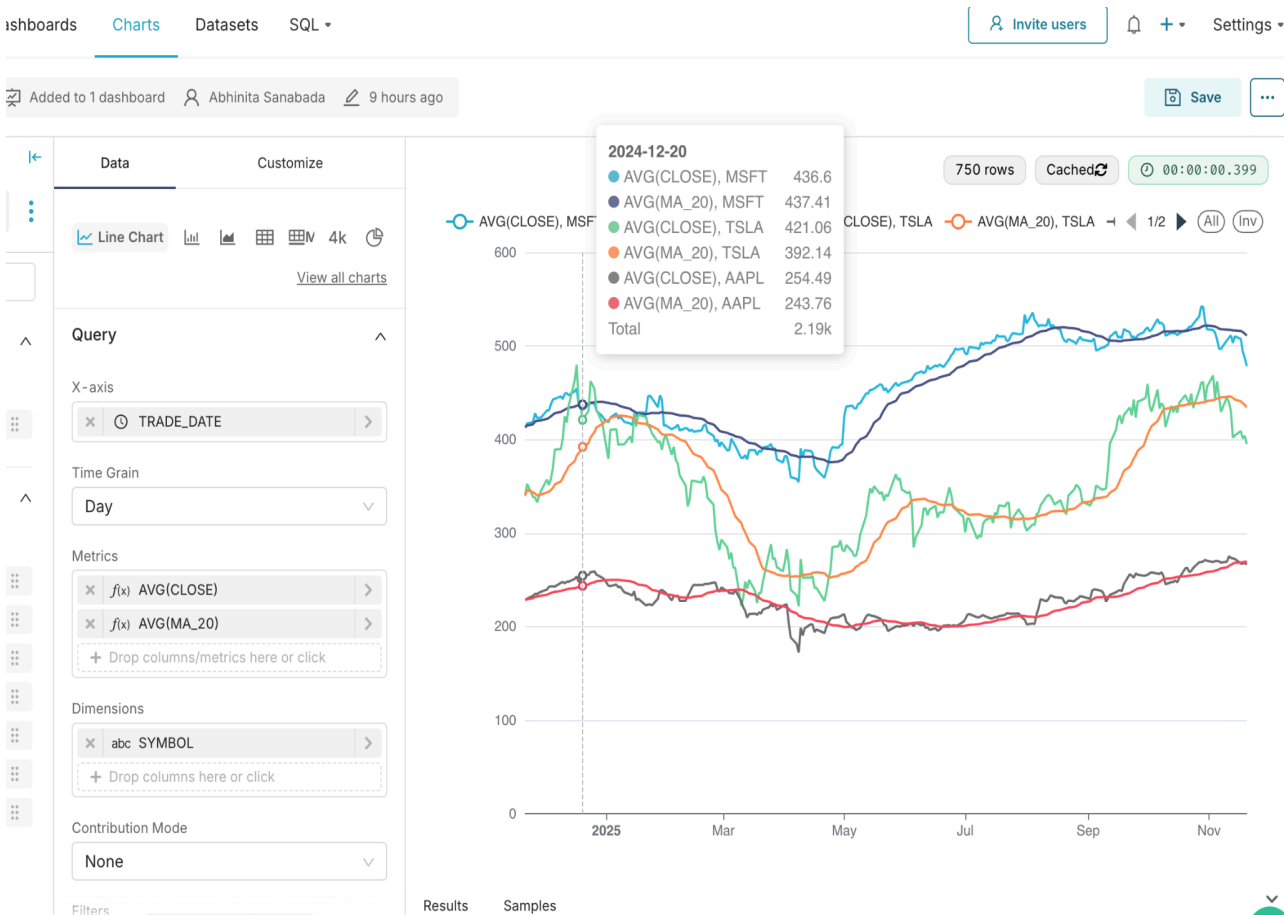 ashboards Charts Datasets SQL Invite users Settings
Added to 1 dashboard Abhinita Sanabada 9 hours ago Save
Data Customize
Line Chart 4k
View all charts
Query
X-axis
TRADE_DATE
Time Grain
Day
Metrics
f(x) AVG(CLOSE)
f(x) AVG(MA_20)
Drop columns/metrics here or click
Dimensions
abc SYMBOL
Drop columns here or click
Contribution Mode
None
Filters
750 rows Cached 00:00:00.399
AVG(CLOSE), MSFT CLOSE), TSLA AVG(MA_20), TSLA 1/2 All Inv
2024-12-20
AVG(CLOSE), MSFT 436.6
AVG(MA_20), MSFT 437.41
AVG(CLOSE), TSLA 421.06
AVG(MA_20), TSLA 392.14
AVG(CLOSE), AAPL 254.49
AVG(MA_20), AAPL 243.76
Total 2.19k
600
500
400
300
200
100
0
2025 Mar May Jul Sep Nov
Results Samples